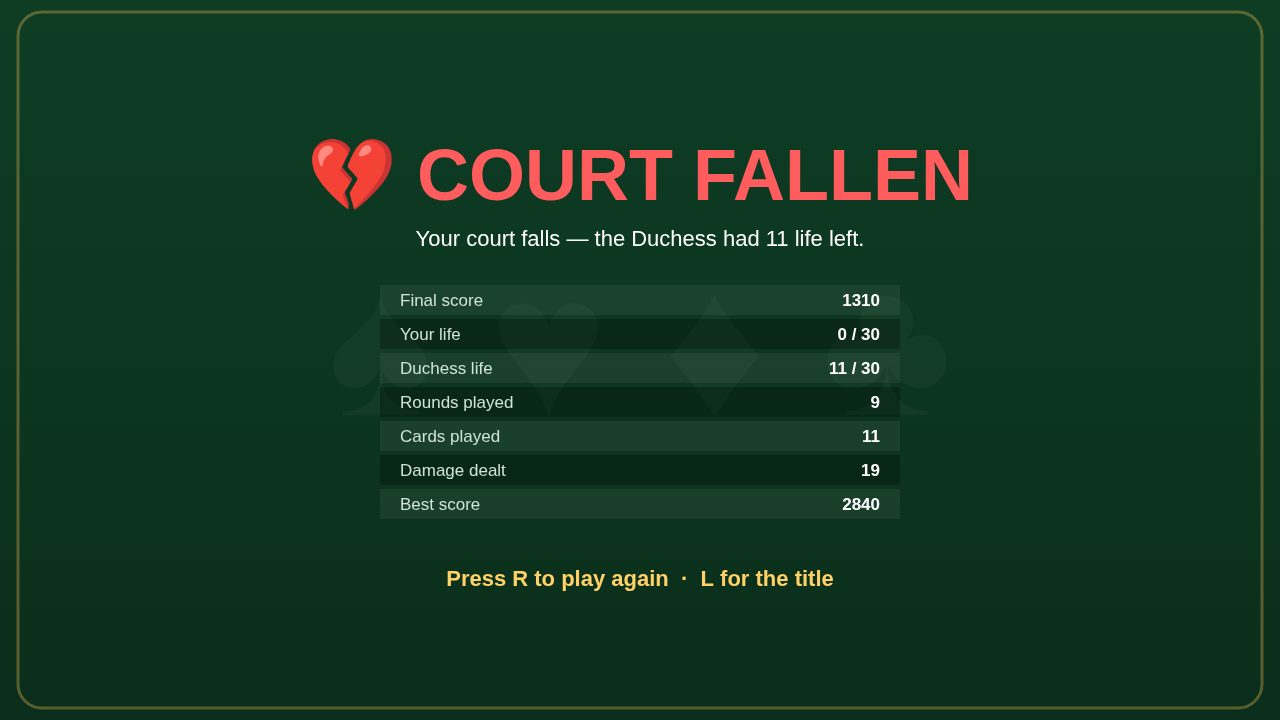 COURT FALLEN
Your court falls — the Duchess had 11 life left.
Final score 1310
Your life 0 / 30
Duchess life 11 / 30
Rounds played 9
Cards played 11
Damage dealt 19
Best score 2840
Press R to play again · L for the title